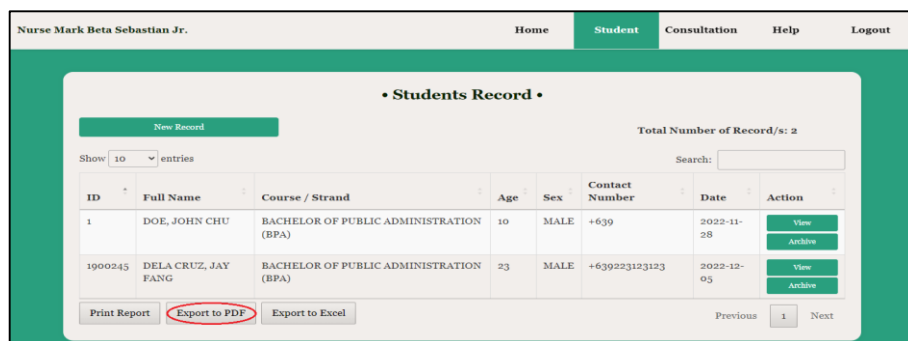 Nurse Mark Beta Sebastian Jr. Home Student Consultation Help Logout
• Students Record •
New Record
Total Number of Record/s: 2
Show 10 entries Search:
ID Full Name Course / Strand Age Sex Contact Number Date Action
1 DOE, JOHN CHU BACHELOR OF PUBLIC ADMINISTRATION (BPA) 10 MALE +639 2022-11-28 View
Archive
1900245 DELA CRUZ, JAY FANG BACHELOR OF PUBLIC ADMINISTRATION (BPA) 23 MALE +639223123123 2022-12-05 View
Archive
Print Report Export to PDF Export to Excel Previous 1 Next